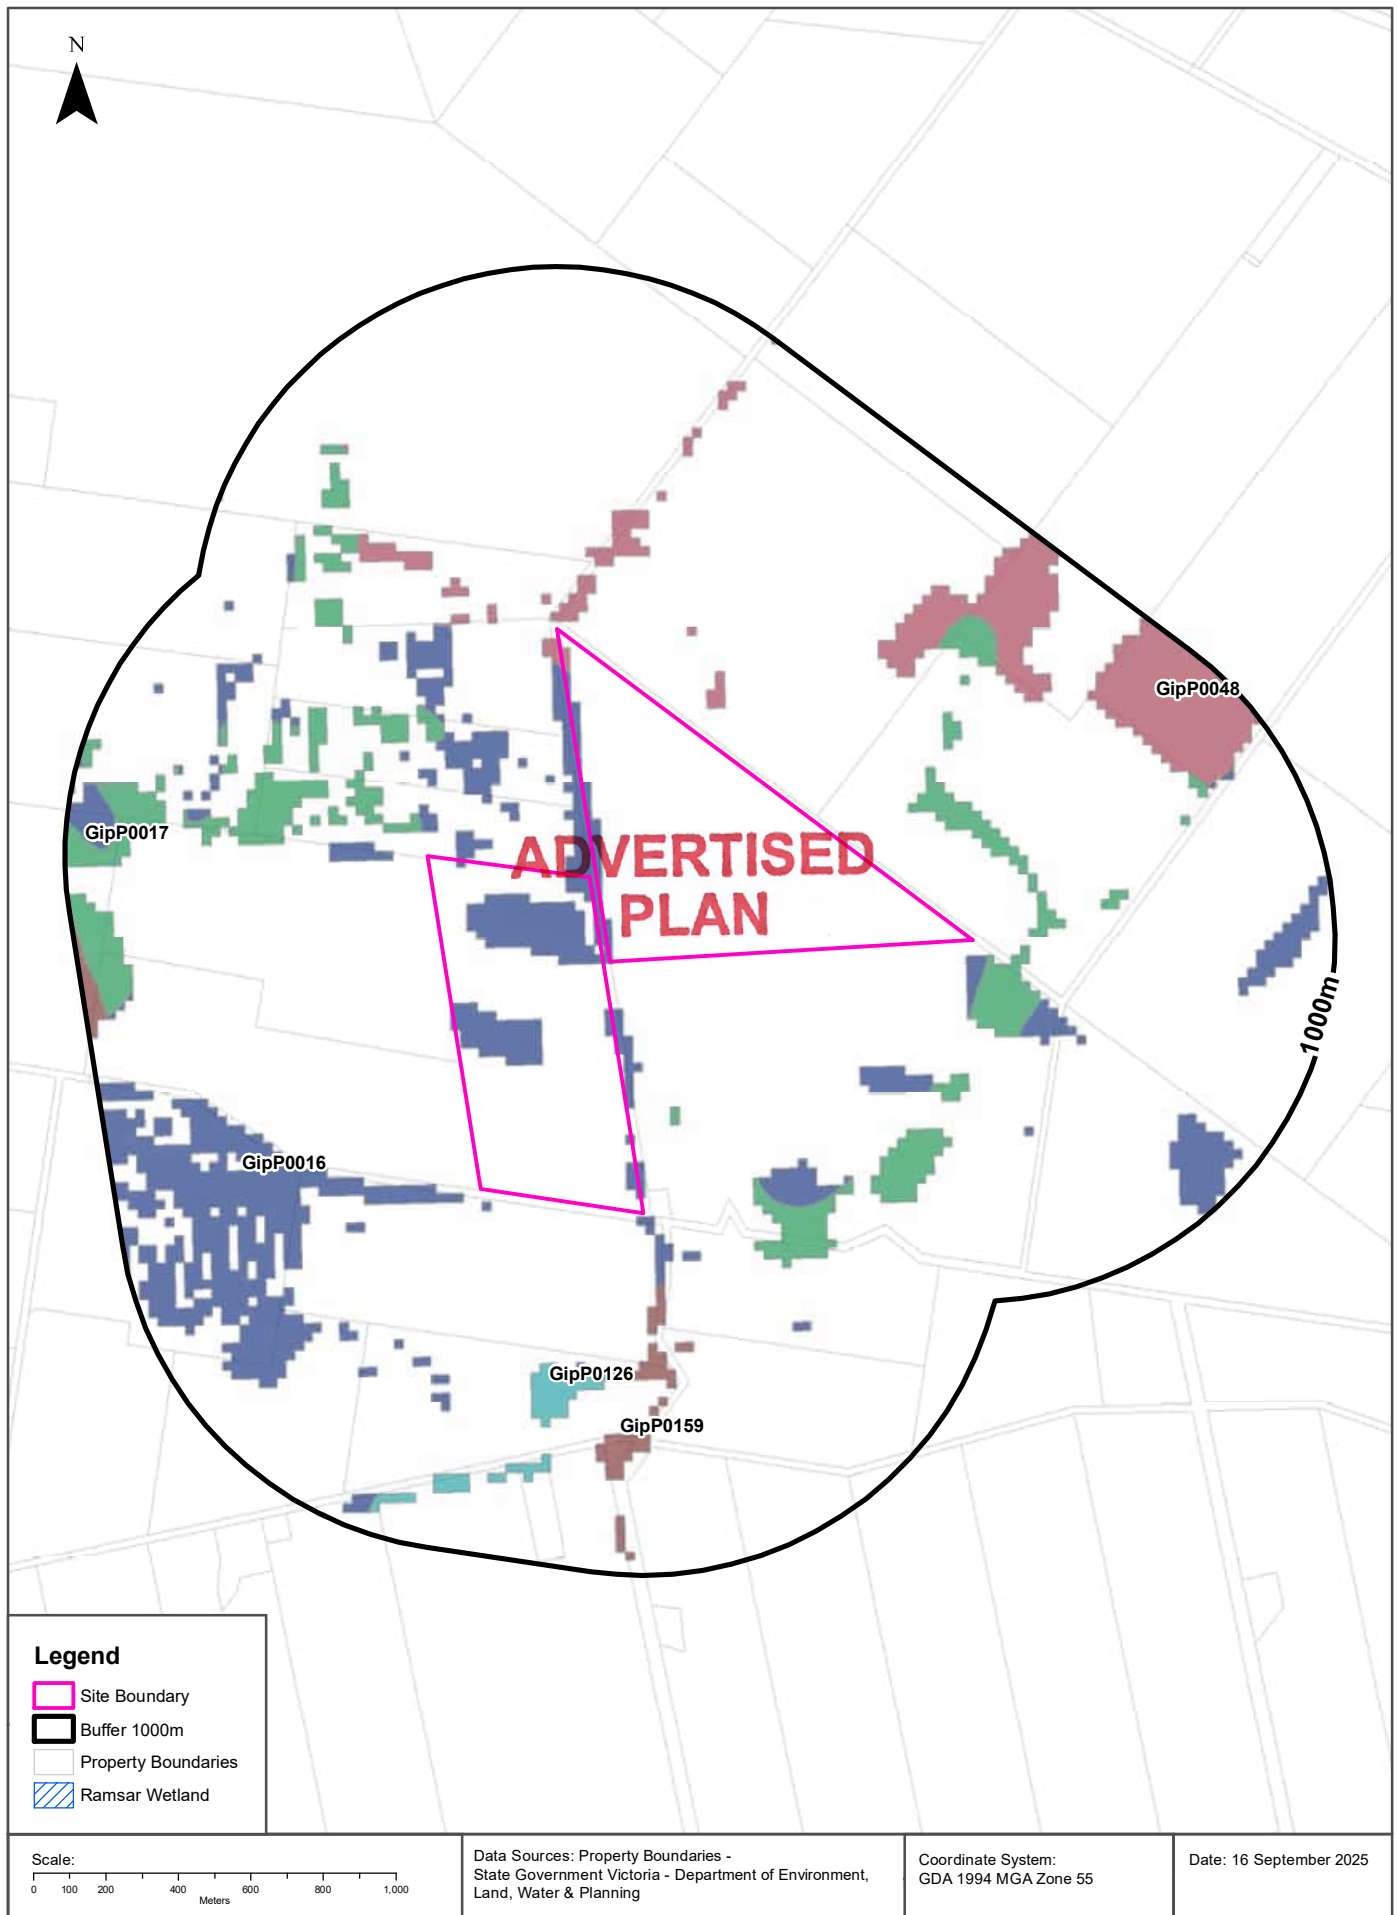 N
GipP0048
GipP0017
ADVERTISED
PLAN
1000m
GipP0016
GipP0126
GipP0159
Legend
Site Boundary
Buffer 1000m
Property Boundaries
Ramsar Wetland
Scale:
0 100 200 400 600 800 1,000
Meters
Data Sources: Property Boundaries -
State Government Victoria - Department of Environment,
Land, Water & Planning
Coordinate System:
GDA 1994 MGA Zone 55
Date: 16 September 2025